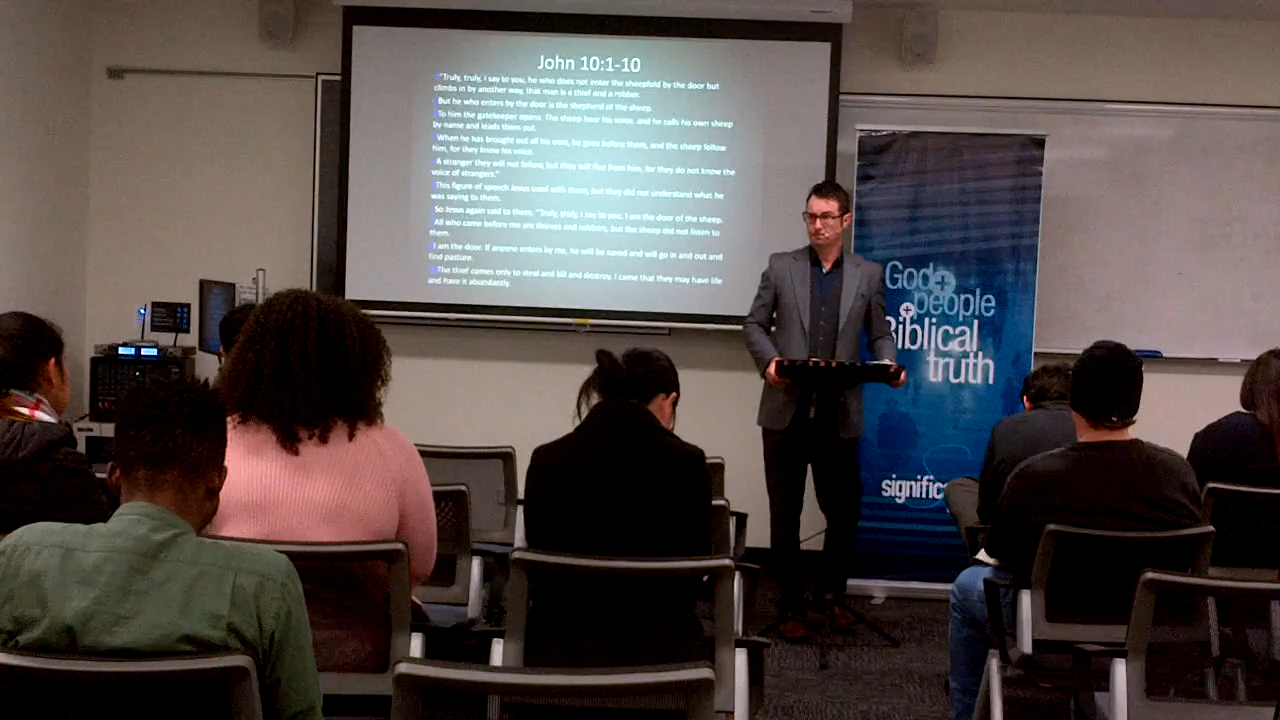 John 10:1-10
"Truly, truly, I say to you, he who does not enter the sheepfold by the door but
climbs in by another way, that man is a thief and a robber.
But he who enters by the door is the shepherd of the sheep.
To him the gatekeeper opens. The sheep hear his voice, and he calls his own sheep
by name and leads them out.
When he has brought out all his own, he goes before them, and the sheep follow
him, for they know his voice.
A stranger they will not follow, but they will flee from him, for they do not know the
voice of strangers."
This figure of speech Jesus used with them, but they did not understand what he
was saying to them.
So Jesus again said to them, "Truly, truly, I say to you, I am the door of the sheep.
All who came before me are thieves and robbers, but the sheep did not listen to
them.
I am the door. If anyone enters by me, he will be saved and will go in and out and
find pasture.
The thief comes only to steal and kill and destroy. I came that they may have life
and have it abundantly.
God+
people
+
Biblical
truth
signific